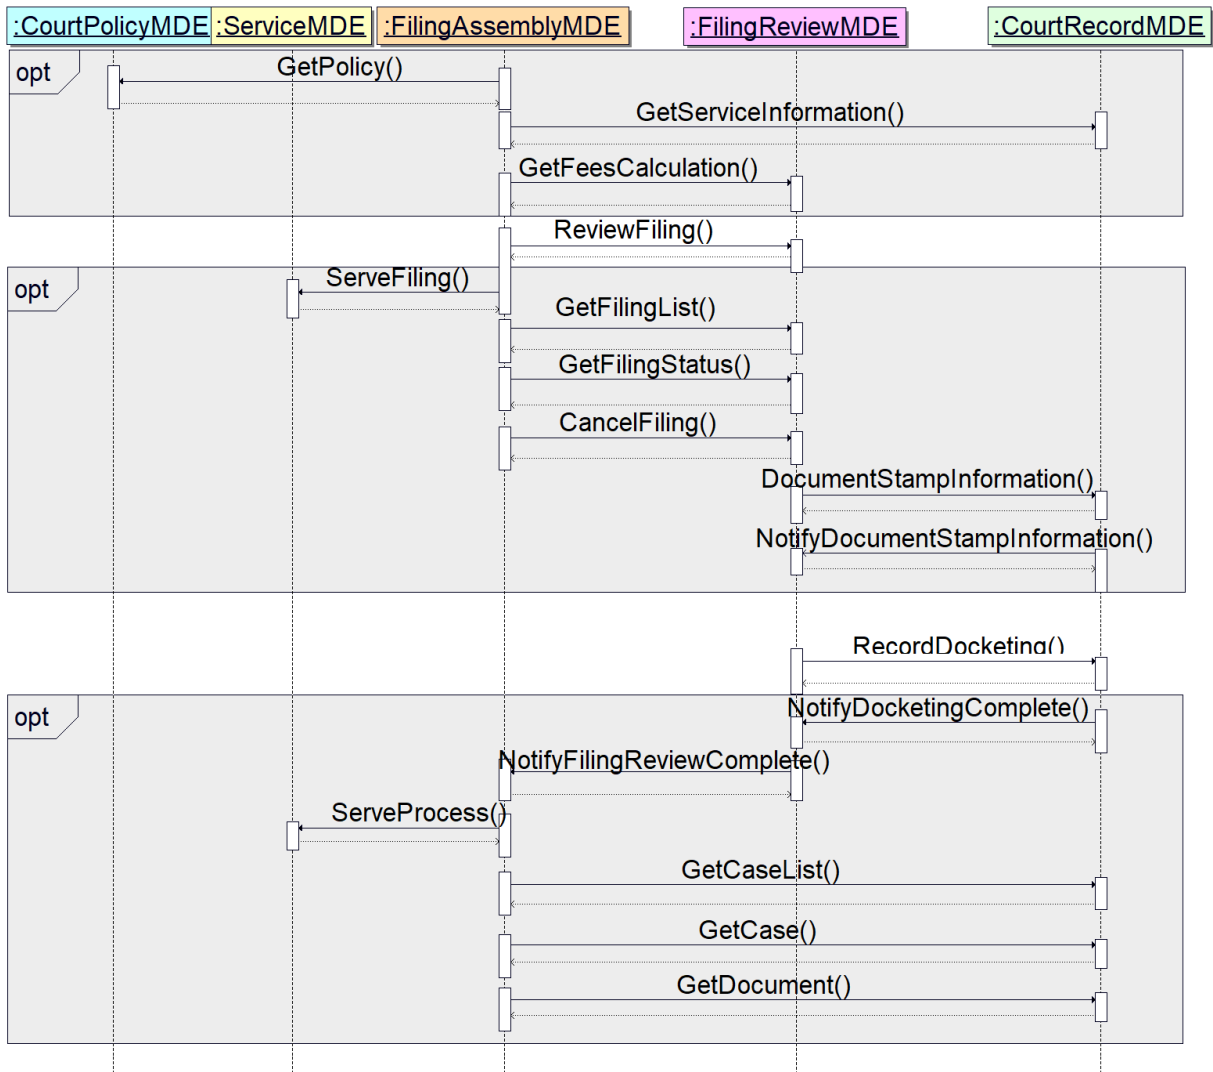 :CourtPolicyMDE :ServiceMDE :FilingAssemblyMDE :FilingReviewMDE :CourtRecordMDE
opt
GetPolicy()
GetServiceInformation()
GetFeesCalculation()
ReviewFiling()
opt
ServeFiling()
GetFilingList()
GetFilingStatus()
CancelFiling()
DocumentStampInformation()
NotifyDocumentStampInformation()
RecordDocketing()
opt
NotifyDocketingComplete()
NotifyFilingReviewComplete()
ServeProcess()
GetCaseList()
GetCase()
GetDocument()